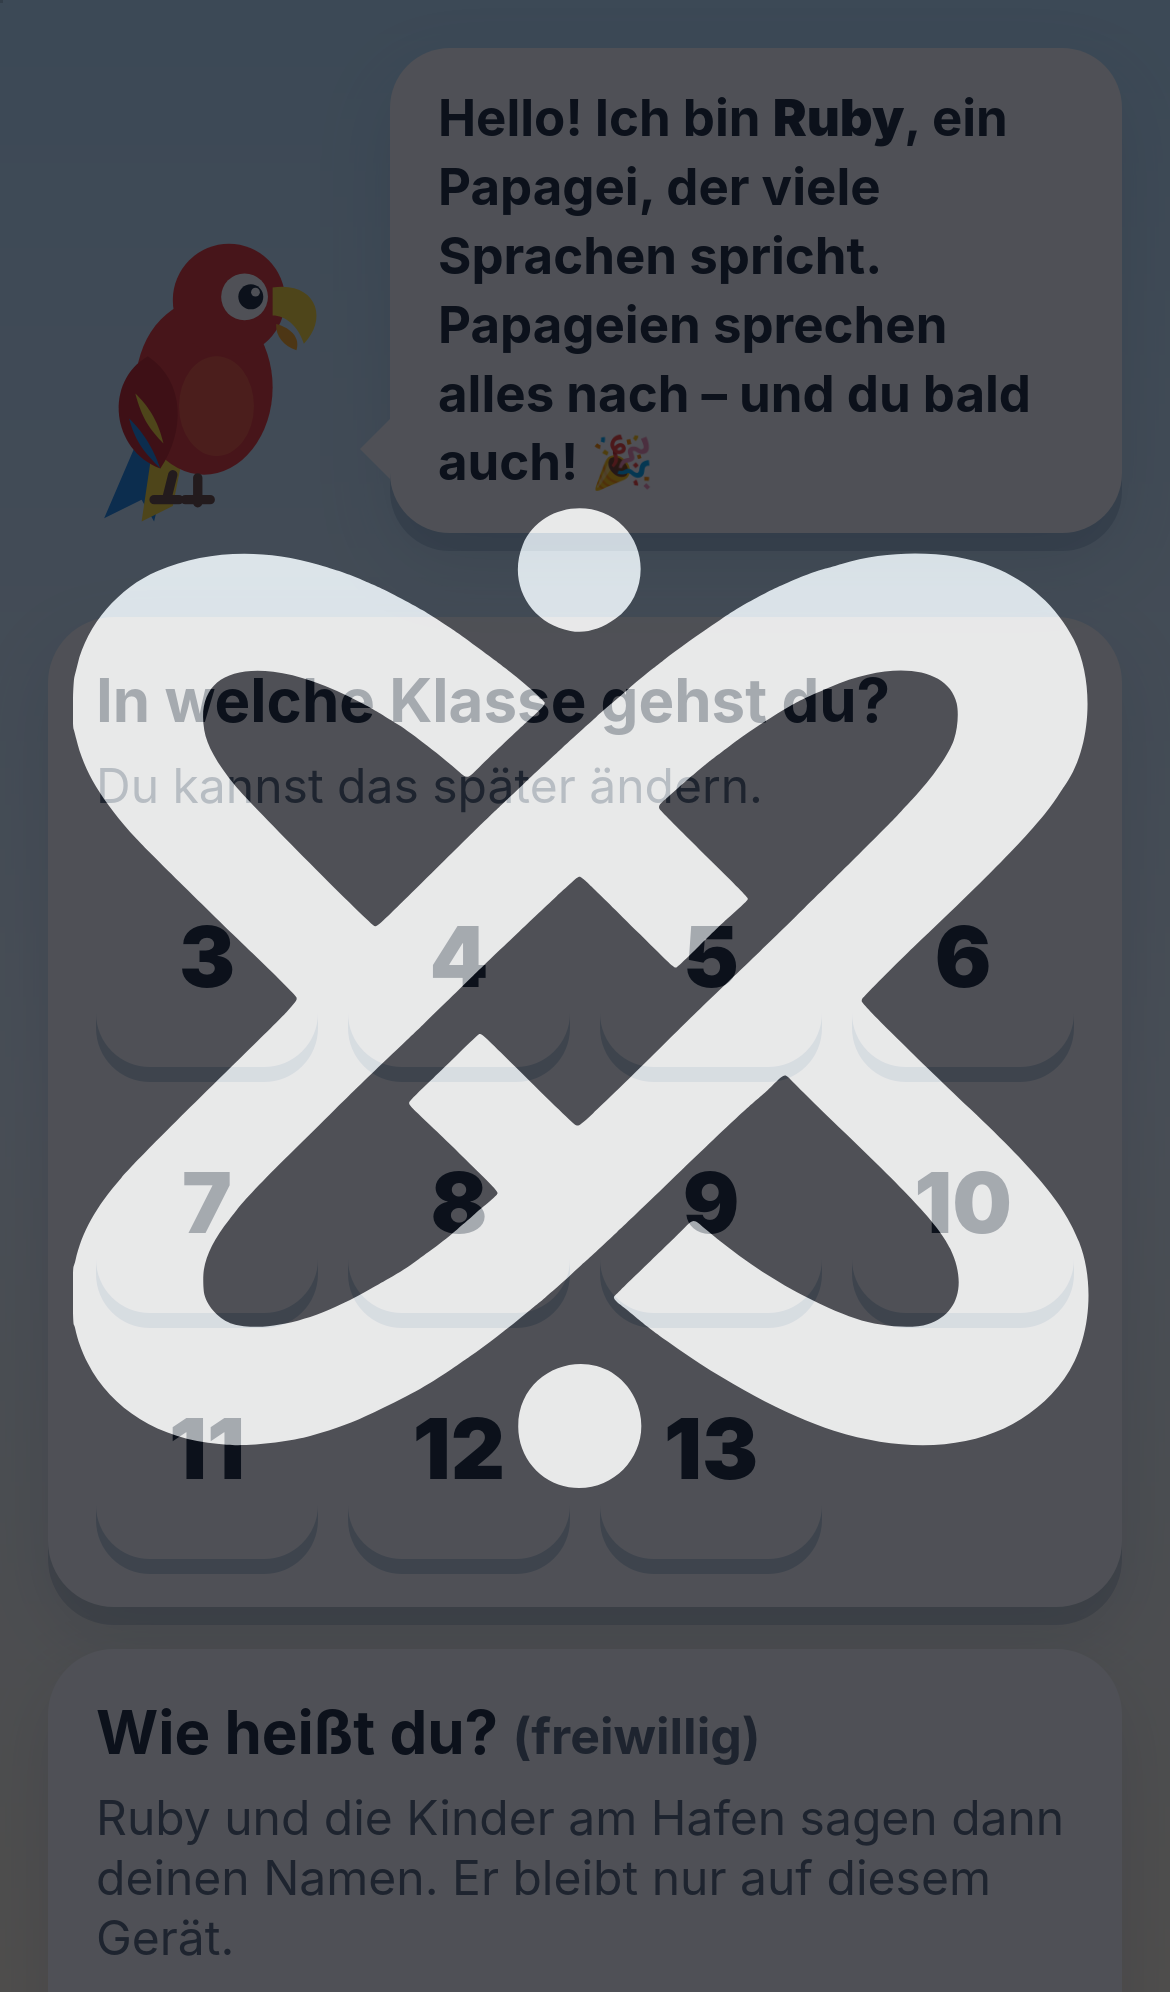 Hello! Ich bin Ruby, ein
Papagei, der viele
Sprachen spricht.
Papageien sprechen
alles nach – und du bald
auch! 🎉
In welche Klasse gehst du?
Du kannst das später ändern.
3 4 5 6
7 8 9 10
11 12 13
Wie heißt du? (freiwillig)
Ruby und die Kinder am Hafen sagen dann
deinen Namen. Er bleibt nur auf diesem
Gerät.